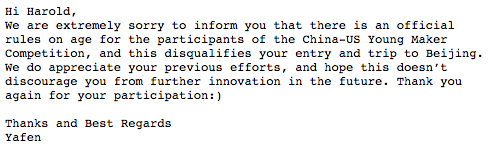 Hi Harold,
We are extremely sorry to inform you that there is an official
rules on age for the participants of the China-US Young Maker
Competition, and this disqualifies your entry and trip to Beijing.
We do appreciate your previous efforts, and hope this doesn’t
discourage you from further innovation in the future. Thank you
again for your participation:)

Thanks and Best Regards
Yafen